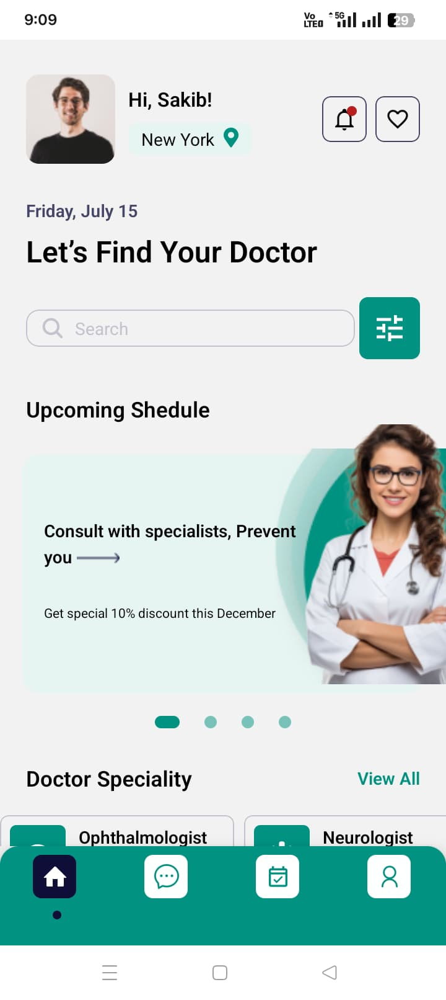 9:09
Vo
LTE
5G
29
Hi, Sakib!
New York
Friday, July 15
Let’s Find Your Doctor
Search
Upcoming Shedule
Consult with specialists, Prevent
you
Get special 10% discount this December
Doctor Speciality
View All
Ophthalmologist
Neurologist